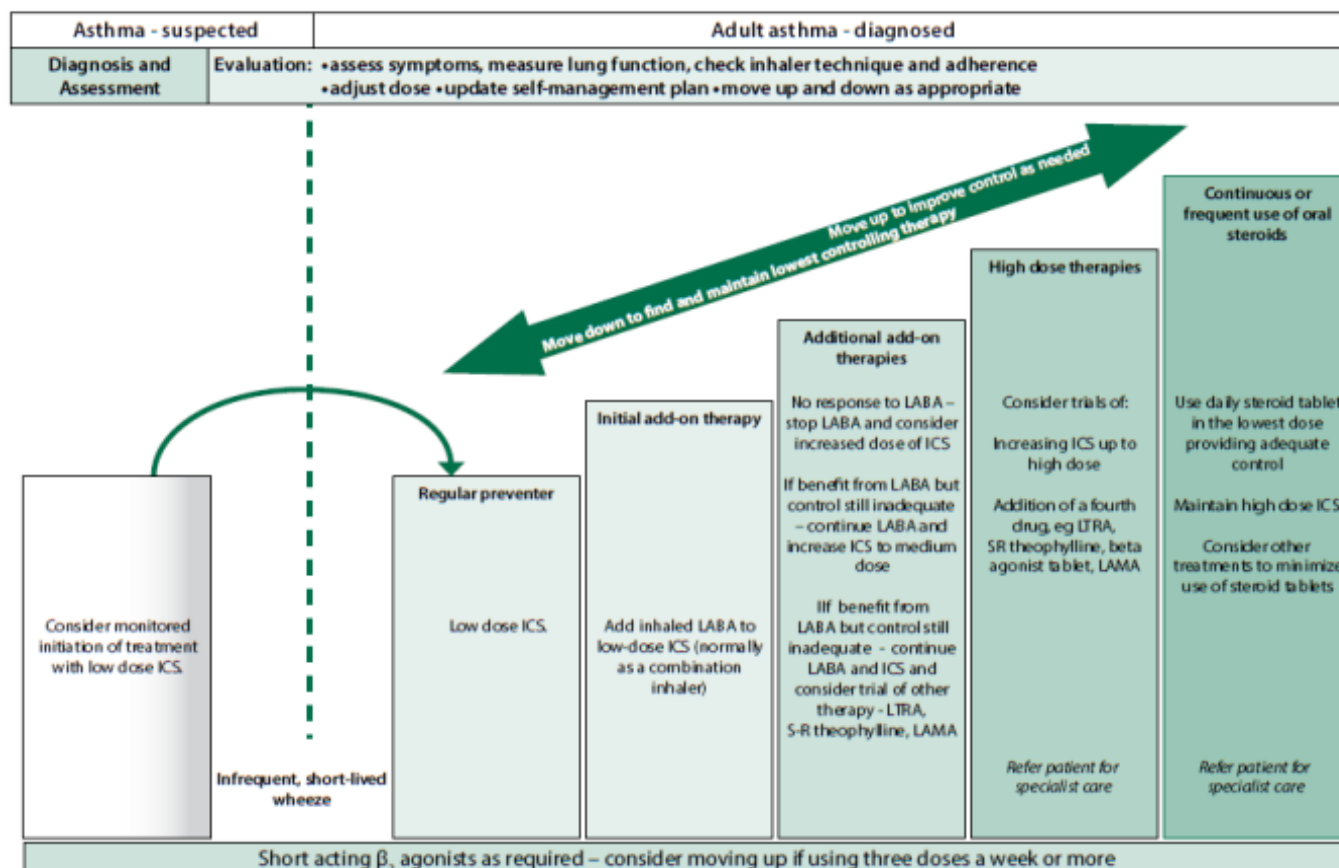 Asthma - suspected
Adult asthma - diagnosed
Diagnosis and
Assessment
Evaluation: •assess symptoms, measure lung function, check inhaler technique and adherence
•adjust dose •update self-management plan •move up and down as appropriate
Move up to improve control as needed
Move down to find and maintain lowest controlling therapy
Consider monitored
initiation of treatment
with low dose ICS.
Infrequent, short-lived
wheeze
Regular preventer
Low dose ICS.
Initial add-on therapy
Add inhaled LABA to
low-dose ICS (normally
as a combination
inhaler)
Additional add-on
therapies
No response to LABA –
stop LABA and consider
increased dose of ICS
If benefit from LABA but
control still inadequate
– continue LABA and
increase ICS to medium
dose
IIf benefit from
LABA but control still
inadequate - continue
LABA and ICS and
consider trial of other
therapy - LTRA,
S-R theophylline, LAMA
High dose therapies
Consider trials of:
Increasing ICS up to
high dose
Addition of a fourth
drug, eg LTRA,
SR theophylline, beta
agonist tablet, LAMA
Refer patient for
specialist care
Continuous or
frequent use of oral
steroids
Use daily steroid tablet
in the lowest dose
providing adequate
control
Maintain high dose ICS
Consider other
treatments to minimize
use of steroid tablets
Refer patient for
specialist care
Short acting β₂ agonists as required – consider moving up if using three doses a week or more